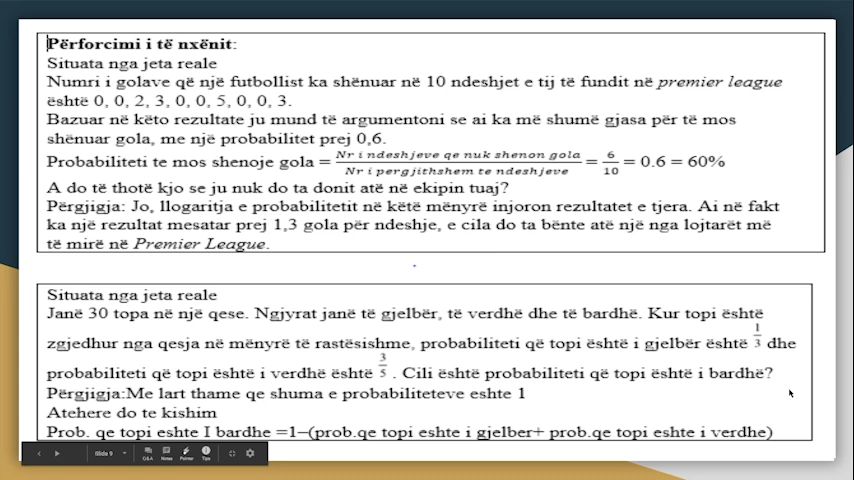 Përforcimi i të nxënit:
Situata nga jeta reale
Numri i golave që një futbollist ka shënuar në 10 ndeshjet e tij të fundit në premier league
është 0, 0, 2, 3, 0, 0, 5, 0, 0, 3.
Bazuar në këto rezultate ju mund të argumentoni se ai ka më shumë gjasa për të mos
shënuar gola, me një probabilitet prej 0,6.
Probabiliteti te mos shenoje gola = Nr i ndeshjeve qe nuk shenon gola / Nr i pergjithshem te ndeshjeve = 6/10 = 0.6 = 60%
A do të thotë kjo se ju nuk do ta donit atë në ekipin tuaj?
Përgjigja: Jo, llogaritja e probabilitetit në këtë mënyrë injoron rezultatet e tjera. Ai në fakt
ka një rezultat mesatar prej 1,3 gola për ndeshje, e cila do ta bënte atë një nga lojtarët më
të mirë në Premier League.
Situata nga jeta reale
Janë 30 topa në një qese. Ngjyrat janë të gjelbër, të verdhë dhe të bardhë. Kur topi është
zgjedhur nga qesja në mënyrë të rastësishme, probabiliteti që topi është i gjelbër është 1/3 dhe
probabiliteti që topi është i verdhë është 3/5 . Cili është probabiliteti që topi është i bardhë?
Përgjigja:Me lart thame qe shuma e probabiliteteve eshte 1
Atehere do te kishim
Prob. qe topi eshte I bardhe =1−(prob.qe topi eshte i gjelber+ prob.qe topi eshte i verdhe)
Slide 9
Q&A Notes Pointer Tips